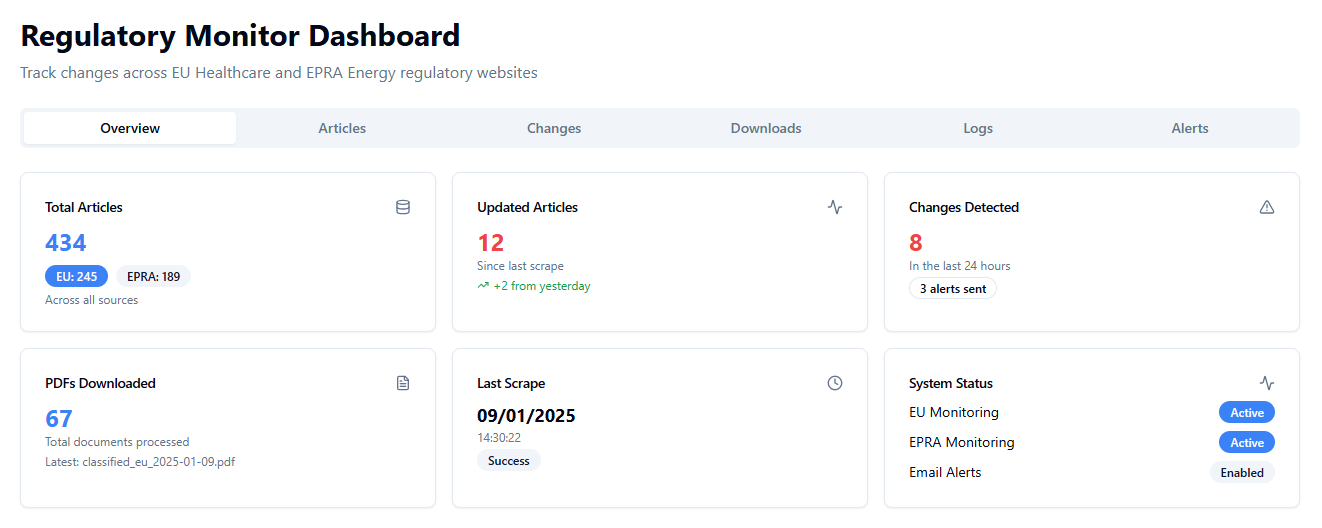 Regulatory Monitor Dashboard
Track changes across EU Healthcare and EPRA Energy regulatory websites
Overview Articles Changes Downloads Logs Alerts
Total Articles
434
EU: 245 EPRA: 189
Across all sources
Updated Articles
12
Since last scrape
+2 from yesterday
Changes Detected
8
In the last 24 hours
3 alerts sent
PDFs Downloaded
67
Total documents processed
Latest: classified_eu_2025-01-09.pdf
Last Scrape
09/01/2025
14:30:22
Success
System Status
EU Monitoring Active
EPRA Monitoring Active
Email Alerts Enabled